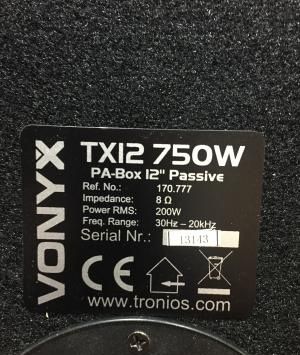 VONYX
TX12 750W
PA-Box 12" Passive
Ref. No.: 170.777
Impedance: 8 Ω
Power RMS: 200W
Freq. Range: 30Hz – 20kHz
Serial Nr.: 13143
CE
www.tronios.com